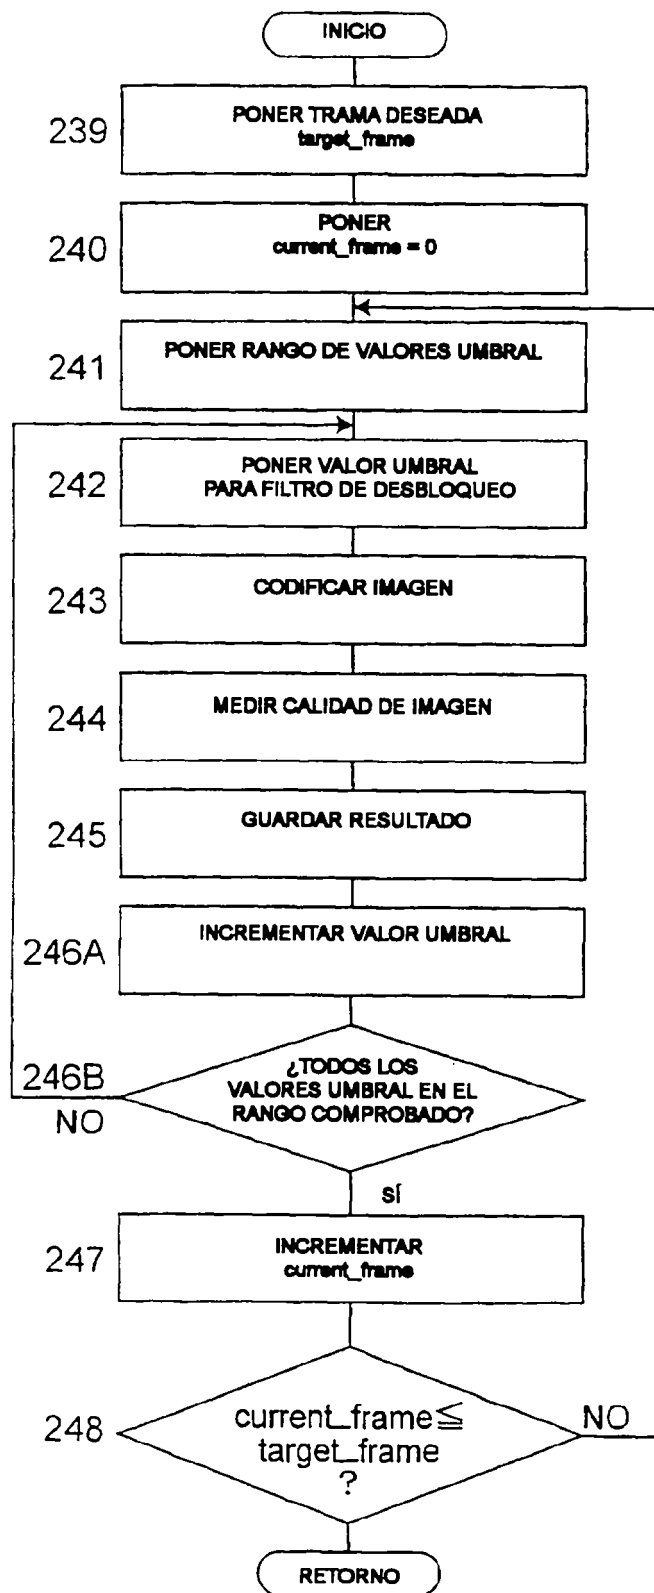 INICIO
239
PONER TRAMA DESEADA
target_frame
240
PONER
current_frame = 0
241
PONER RANGO DE VALORES UMBRAL
242
PONER VALOR UMBRAL
PARA FILTRO DE DESBLOQUEO
243
CODIFICAR IMAGEN
244
MEDIR CALIDAD DE IMAGEN
245
GUARDAR RESULTADO
246A
INCREMENTAR VALOR UMBRAL
246B
¿TODOS LOS
VALORES UMBRAL EN EL
RANGO COMPROBADO?
NO
sí
247
INCREMENTAR
current_frame
248
current_frame≦
target_frame
?
NO
RETORNO